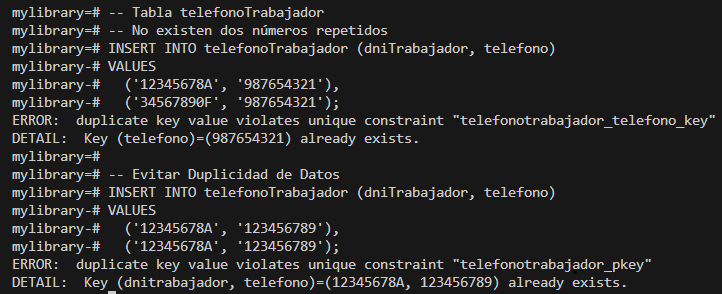 mylibrary=# -- Tabla telefonoTrabajador
mylibrary=# -- No existen dos números repetidos
mylibrary=# INSERT INTO telefonoTrabajador (dniTrabajador, telefono)
mylibrary-# VALUES
mylibrary-#   ('12345678A', '987654321'),
mylibrary-#   ('34567890F', '987654321');
ERROR:  duplicate key value violates unique constraint "telefonotrabajador_telefono_key"
DETAIL:  Key (telefono)=(987654321) already exists.
mylibrary=#
mylibrary=# -- Evitar Duplicidad de Datos
mylibrary=# INSERT INTO telefonoTrabajador (dniTrabajador, telefono)
mylibrary-# VALUES
mylibrary-#   ('12345678A', '123456789'),
mylibrary-#   ('12345678A', '123456789');
ERROR:  duplicate key value violates unique constraint "telefonotrabajador_pkey"
DETAIL:  Key (dnitrabajador, telefono)=(12345678A, 123456789) already exists.